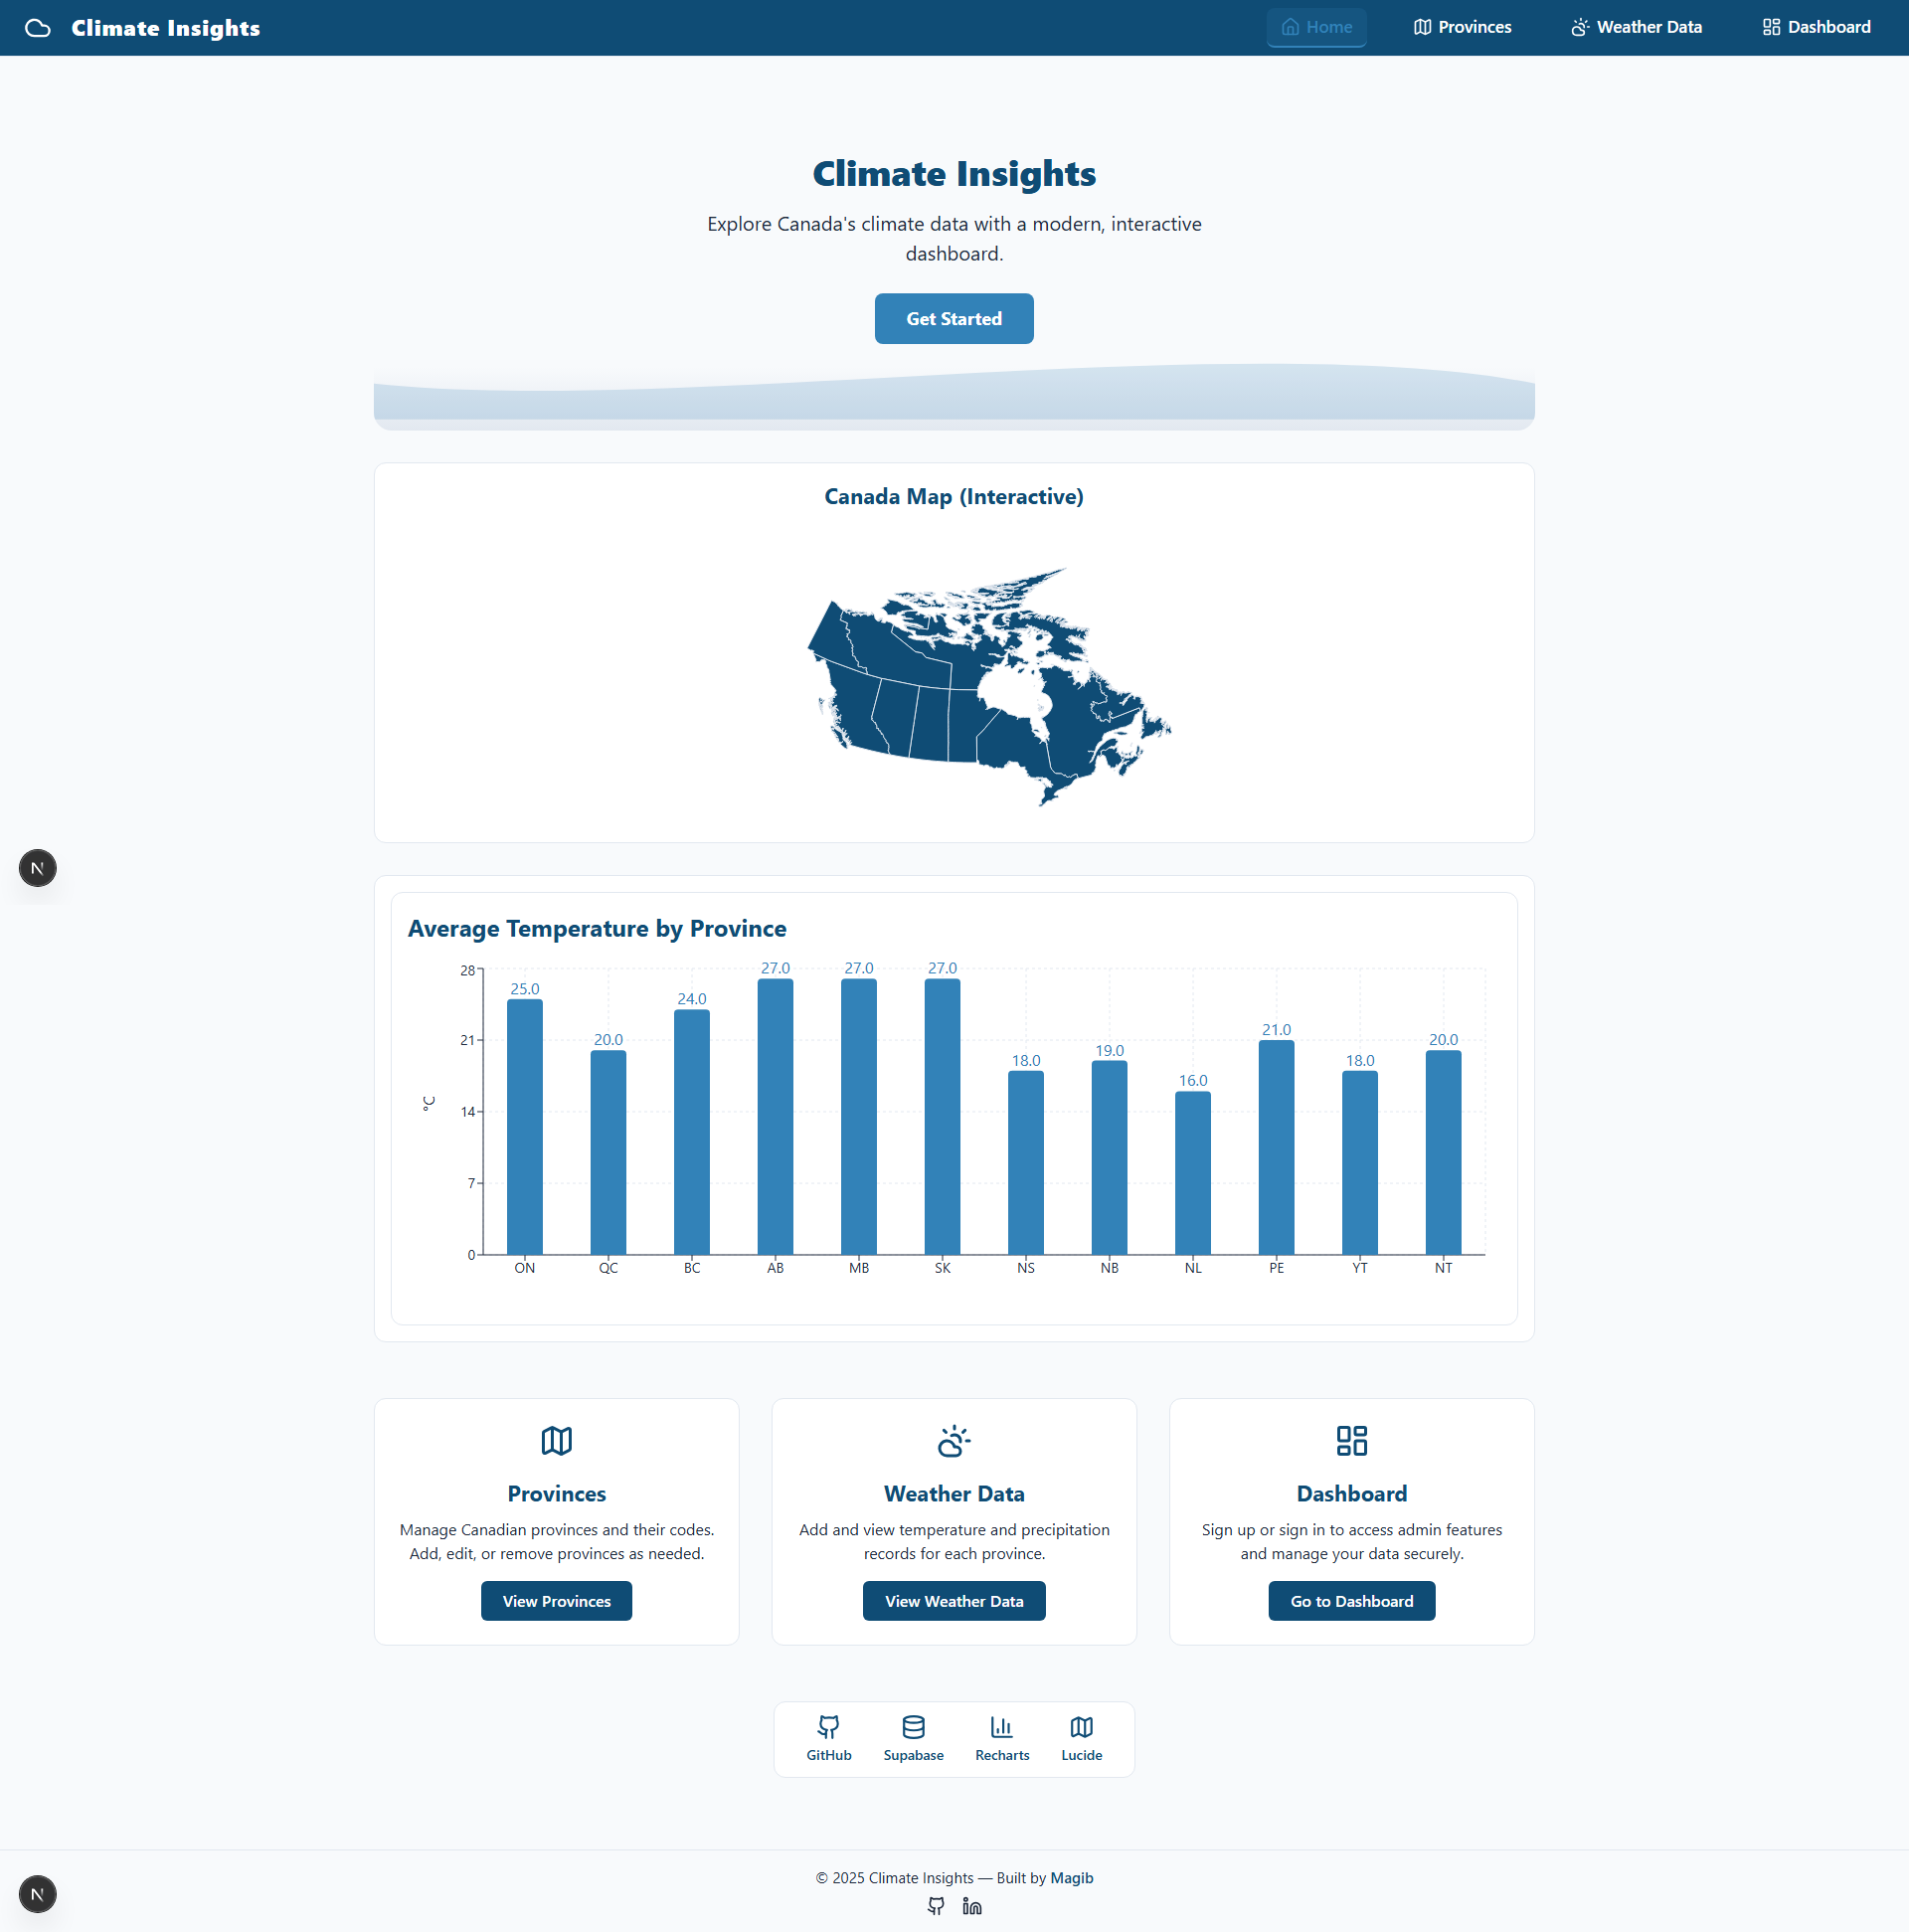 Climate Insights
Home
Provinces
Weather Data
Dashboard
Climate Insights
Explore Canada's climate data with a modern, interactive
dashboard.
Get Started
Canada Map (Interactive)
Average Temperature by Province
28
21
14
7
0
°C
25.0
20.0
24.0
27.0
27.0
27.0
18.0
19.0
16.0
21.0
18.0
20.0
ON
QC
BC
AB
MB
SK
NS
NB
NL
PE
YT
NT
Provinces
Manage Canadian provinces and their codes.
Add, edit, or remove provinces as needed.
View Provinces
Weather Data
Add and view temperature and precipitation
records for each province.
View Weather Data
Dashboard
Sign up or sign in to access admin features
and manage your data securely.
Go to Dashboard
GitHub
Supabase
Recharts
Lucide
© 2025 Climate Insights — Built by Magib
N
N